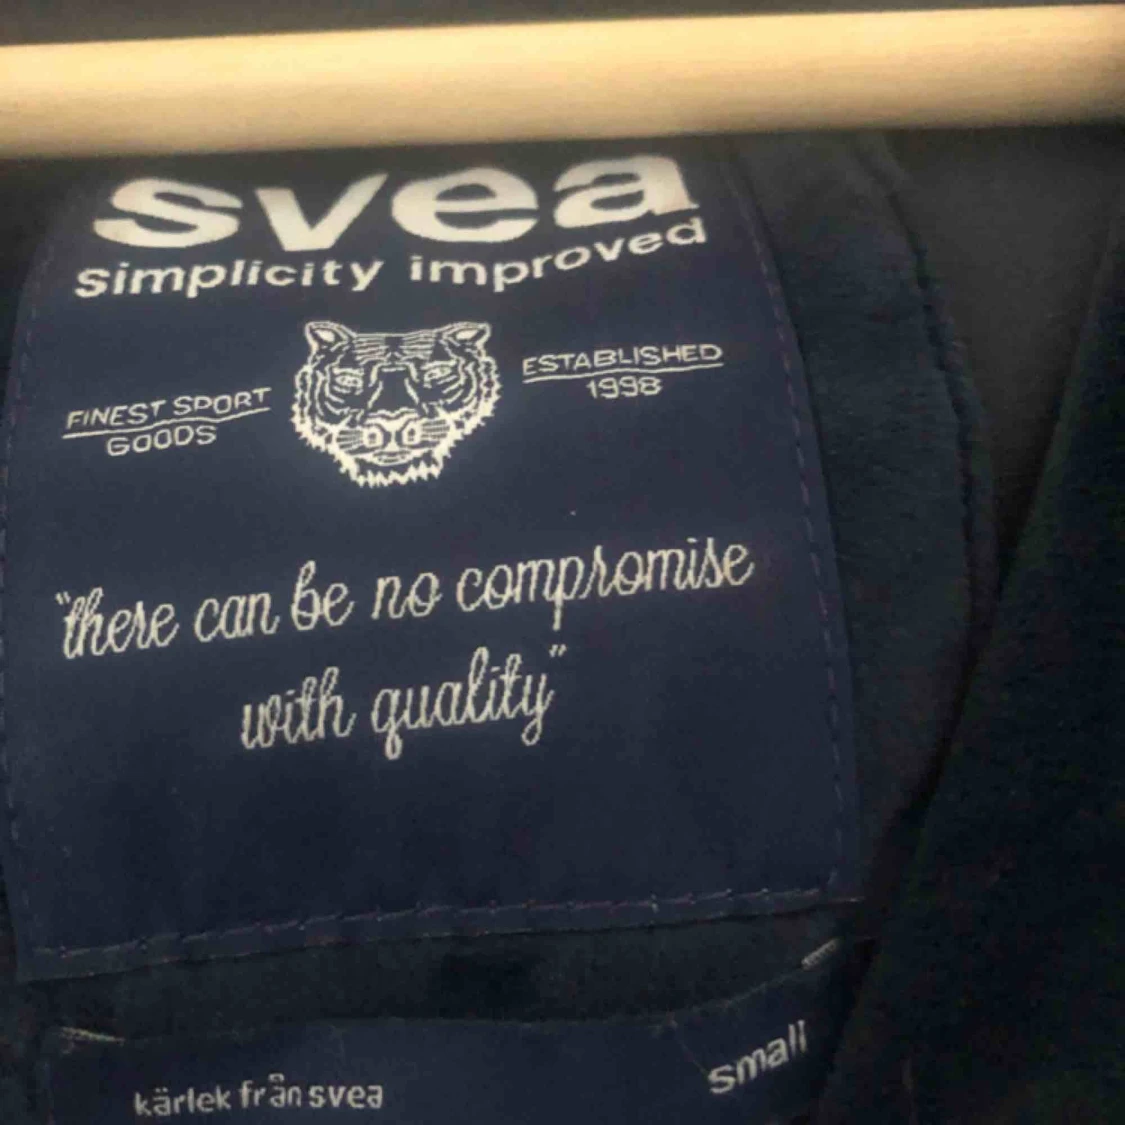 svea
simplicity improved
FINEST SPORT
GOODS
ESTABLISHED
1998
"there can be no compromise
with quality"
kärlek från svea
small